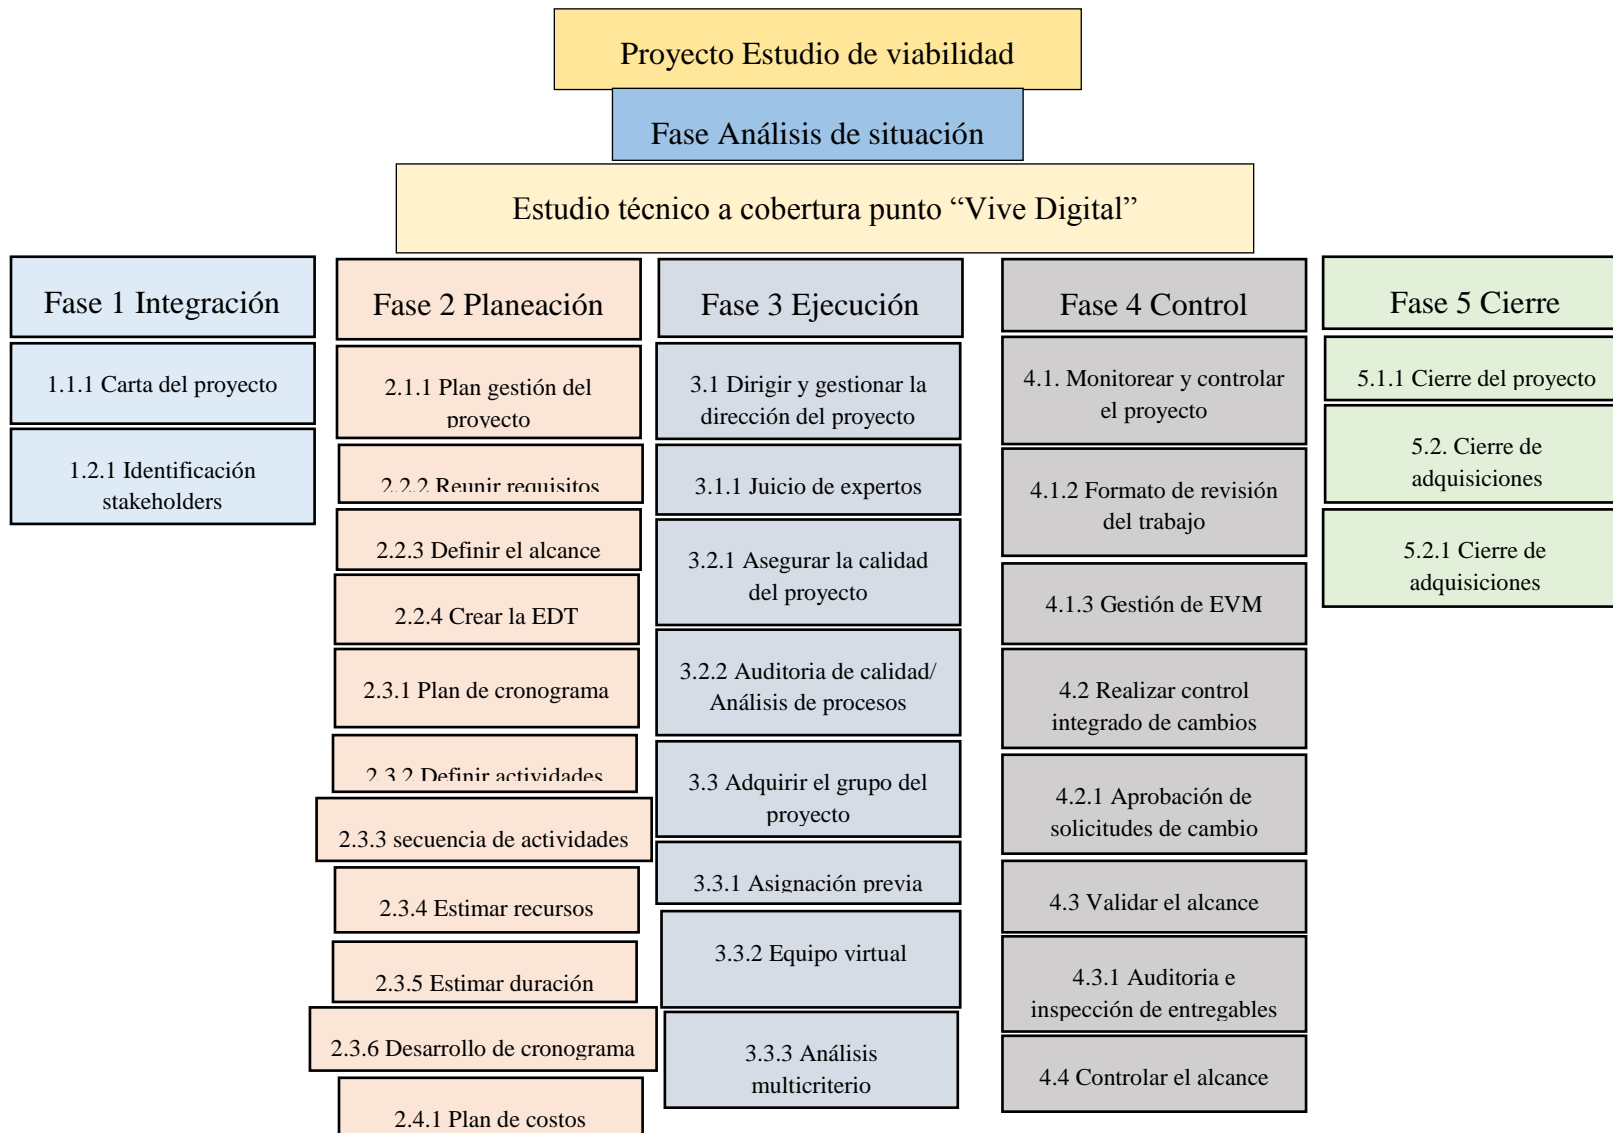 Proyecto Estudio de viabilidad
Fase Análisis de situación
Estudio técnico a cobertura punto “Vive Digital”
Fase 1 Integración
1.1.1 Carta del proyecto
1.2.1 Identificación
stakeholders
Fase 2 Planeación
2.1.1 Plan gestión del
proyecto
2.2.2 Reunir requisitos
2.2.3 Definir el alcance
2.2.4 Crear la EDT
2.3.1 Plan de cronograma
2.3.2 Definir actividades
2.3.3 secuencia de actividades
2.3.4 Estimar recursos
2.3.5 Estimar duración
2.3.6 Desarrollo de cronograma
2.4.1 Plan de costos
Fase 3 Ejecución
3.1 Dirigir y gestionar la
dirección del proyecto
3.1.1 Juicio de expertos
3.2.1 Asegurar la calidad
del proyecto
3.2.2 Auditoria de calidad/
Análisis de procesos
3.3 Adquirir el grupo del
proyecto
3.3.1 Asignación previa
3.3.2 Equipo virtual
3.3.3 Análisis
multicriterio
Fase 4 Control
4.1. Monitorear y controlar
el proyecto
4.1.2 Formato de revisión
del trabajo
4.1.3 Gestión de EVM
4.2 Realizar control
integrado de cambios
4.2.1 Aprobación de
solicitudes de cambio
4.3 Validar el alcance
4.3.1 Auditoria e
inspección de entregables
4.4 Controlar el alcance
Fase 5 Cierre
5.1.1 Cierre del proyecto
5.2. Cierre de
adquisiciones
5.2.1 Cierre de
adquisiciones